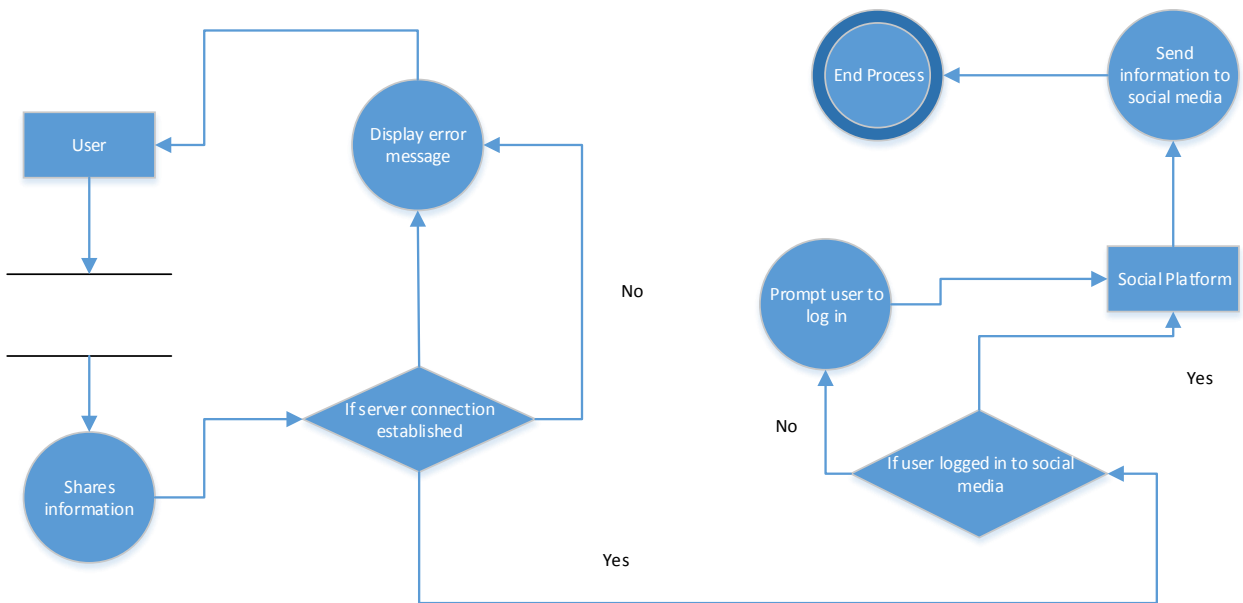 User
Display error
message
End Process
Send
information to
social media
No
Prompt user to
log in
Social Platform
Yes
If server connection
established
No
If user logged in to social
media
Shares
information
Yes